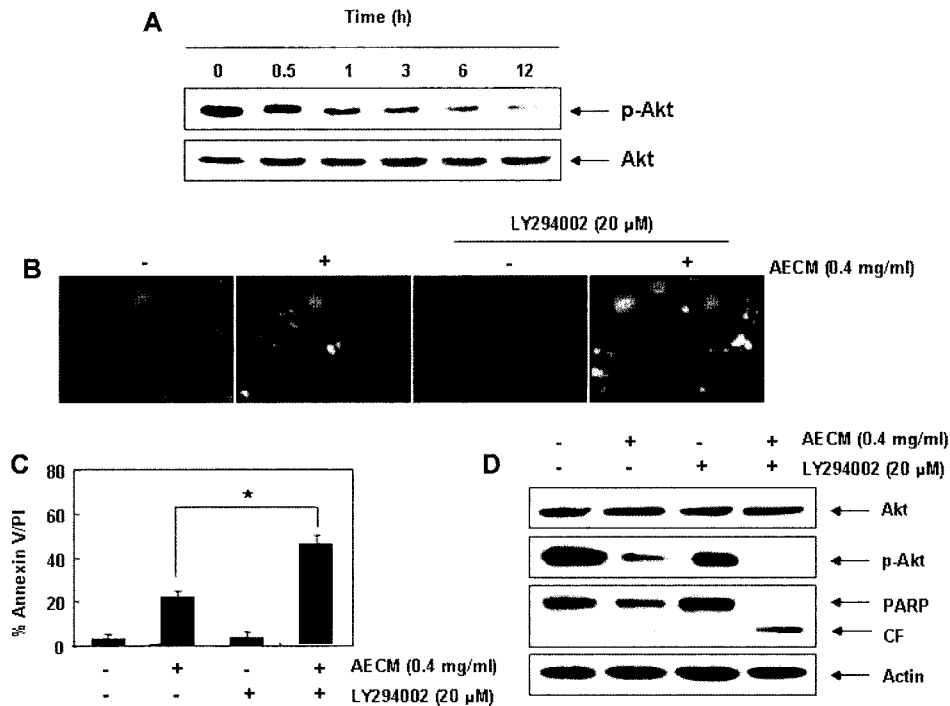 A
Time (h)
0 0.5 1 3 6 12
p-Akt
Akt
LY294002 (20 µM)
B
- + - + AECM (0.4 mg/ml)
C
% Annexin V/PI
80
60
40
20
0
*
- + - + AECM (0.4 mg/ml)
- - + + LY294002 (20 µM)
D
- + - + AECM (0.4 mg/ml)
- - + + LY294002 (20 µM)
Akt
p-Akt
PARP
CF
Actin